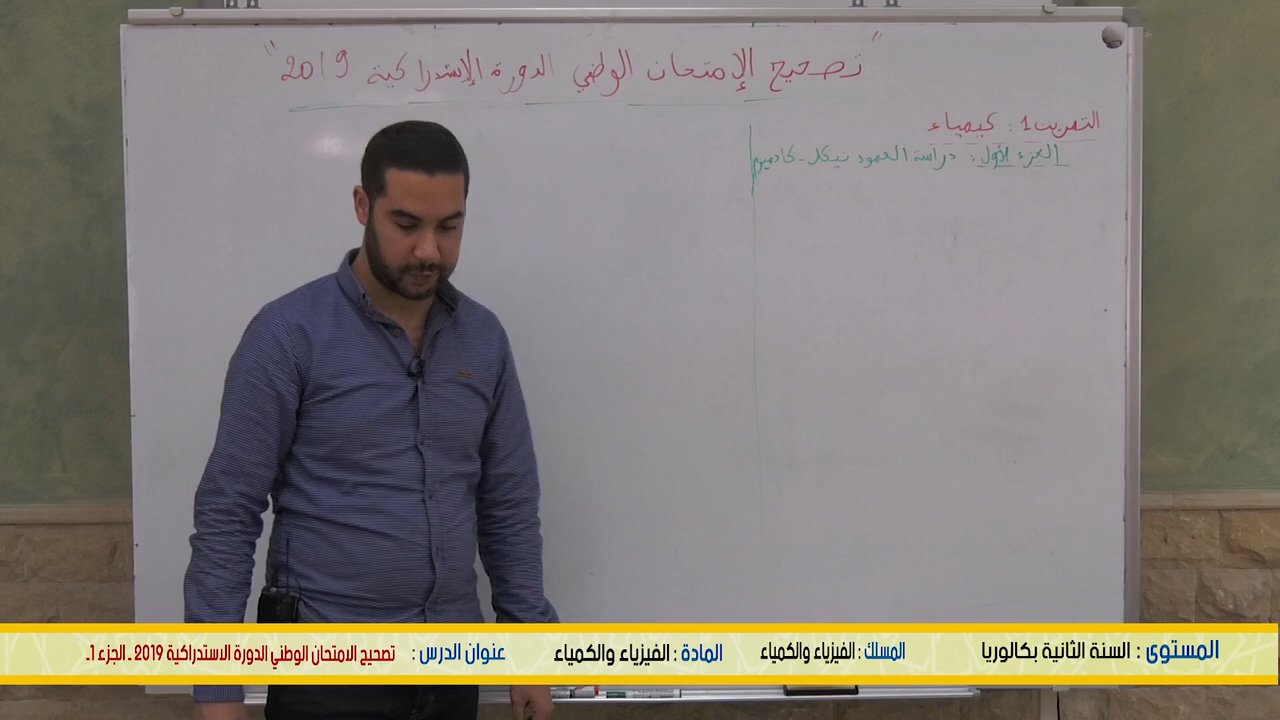 "تصحيح الإمتحان الوطني الدورة الإستدراكية 2019"
التمرين 1 : كيمياء
الجزء الأول : دراسة العمود نيكل - كادميوم
المستوى : السنة الثانية بكالوريا المسلك : الفيزياء والكمياء المادة : الفيزياء والكمياء عنوان الدرس : تصحيح الامتحان الوطني الدورة الاستدراكية 2019 ـ الجزء 1ـ